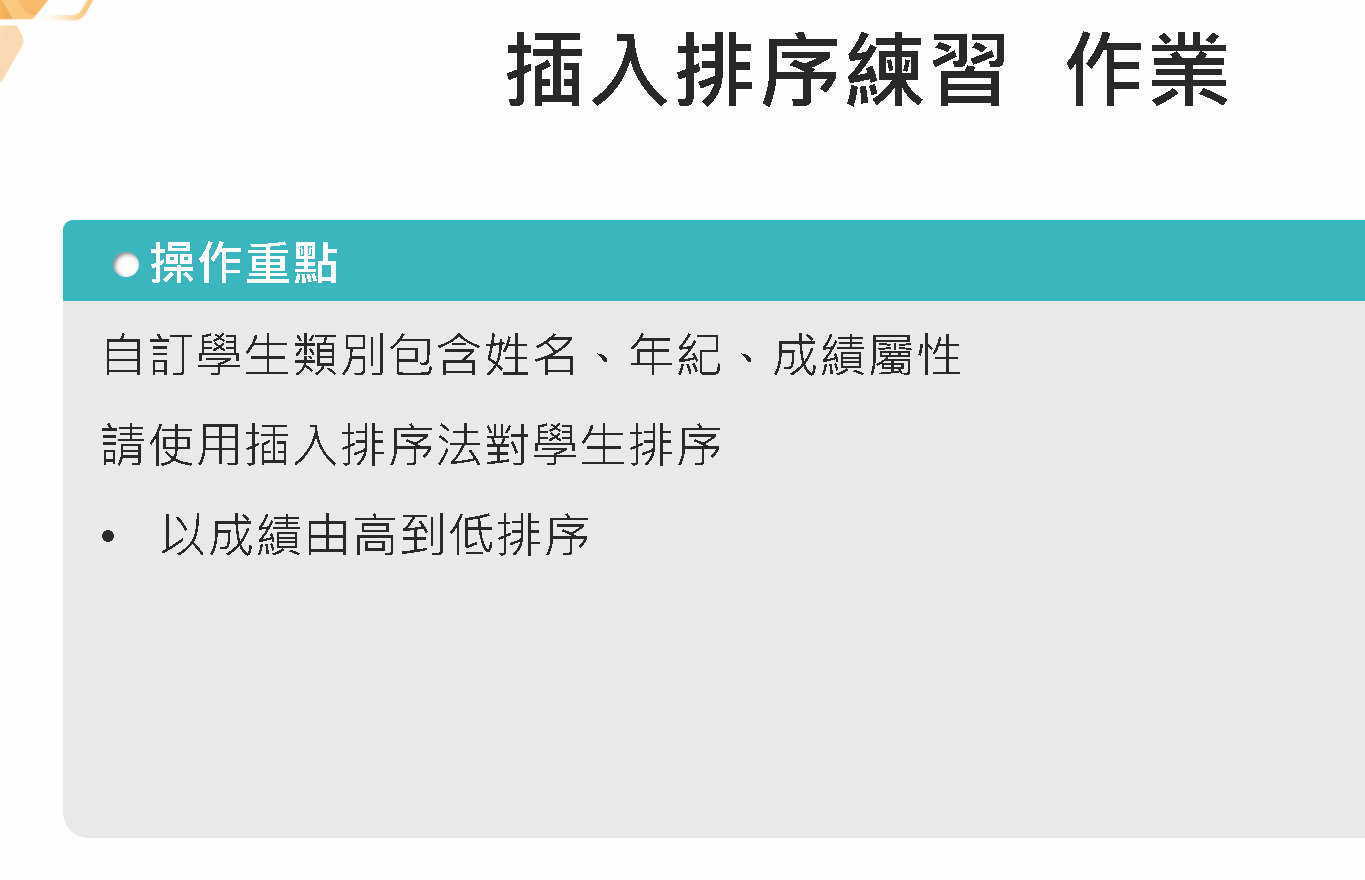 插入排序練習 作業
操作重點
自訂學生類別包含姓名、年紀、成績屬性
請使用插入排序法對學生排序
• 以成績由高到低排序